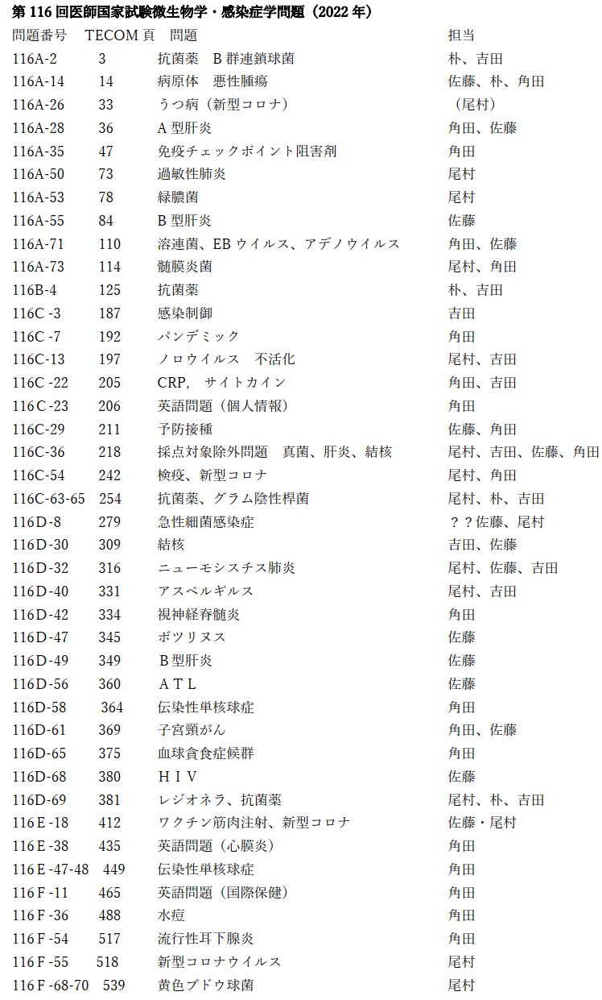 第 116 回医師国家試験微生物学・感染症学問題（2022 年）
問題番号 TECOM 頁 問題 担当
116A-2 3 抗菌薬 B 群連鎖球菌 朴、吉田
116A-14 14 病原体 悪性腫瘍 佐藤、朴、角田
116A-26 33 うつ病（新型コロナ） （尾村）
116A-28 36 A 型肝炎 角田、佐藤
116A-35 47 免疫チェックポイント阻害剤 角田
116A-50 73 過敏性肺炎 尾村
116A-53 78 緑膿菌 尾村
116A-55 84 B 型肝炎 佐藤
116A-71 110 溶連菌、EB ウイルス、アデノウイルス 角田、佐藤
116A-73 114 髄膜炎菌 尾村、角田
116B-4 125 抗菌薬 朴、吉田
116C -3 187 感染制御 吉田
116C -7 192 パンデミック 角田
116C-13 197 ノロウイルス 不活化 尾村、吉田
116C -22 205 CRP, サイトカイン 角田、吉田
116Ｃ-23 206 英語問題（個人情報） 角田
116C-29 211 予防接種 佐藤、角田
116C-36 218 採点対象除外問題 真菌、肝炎、結核 尾村、吉田、佐藤、角田
116C-54 242 検疫、新型コロナ 尾村、角田
116C-63-65 254 抗菌薬、グラム陰性桿菌 尾村、朴、吉田
116Ｄ-8 279 急性細菌感染症 ？？佐藤、尾村
116Ｄ-30 309 結核 吉田、佐藤
116Ｄ-32 316 ニューモシスチス肺炎 尾村、佐藤、吉田
116Ｄ-40 331 アスペルギルス 尾村、吉田
116Ｄ-42 334 視神経脊髄炎 角田
116Ｄ-47 345 ボツリヌス 佐藤
116Ｄ-49 349 Ｂ型肝炎 佐藤
116Ｄ-56 360 ＡＴＬ 佐藤
116D-58 364 伝染性単核球症 角田
116D-61 369 子宮頸がん 角田、佐藤
116D-65 375 血球貪食症候群 角田
116D-68 380 ＨＩＶ 佐藤
116D-69 381 レジオネラ、抗菌薬 尾村、朴、吉田
116Ｅ-18 412 ワクチン筋肉注射、新型コロナ 佐藤・尾村
116Ｅ-38 435 英語問題（心膜炎） 角田
116Ｅ-47-48 449 伝染性単核球症 角田
116Ｆ-11 465 英語問題（国際保健） 角田
116Ｆ-36 488 水痘 角田
116Ｆ-54 517 流行性耳下腺炎 角田
116Ｆ-55 518 新型コロナウイルス 尾村
116Ｆ-68-70 539 黄色ブドウ球菌 尾村